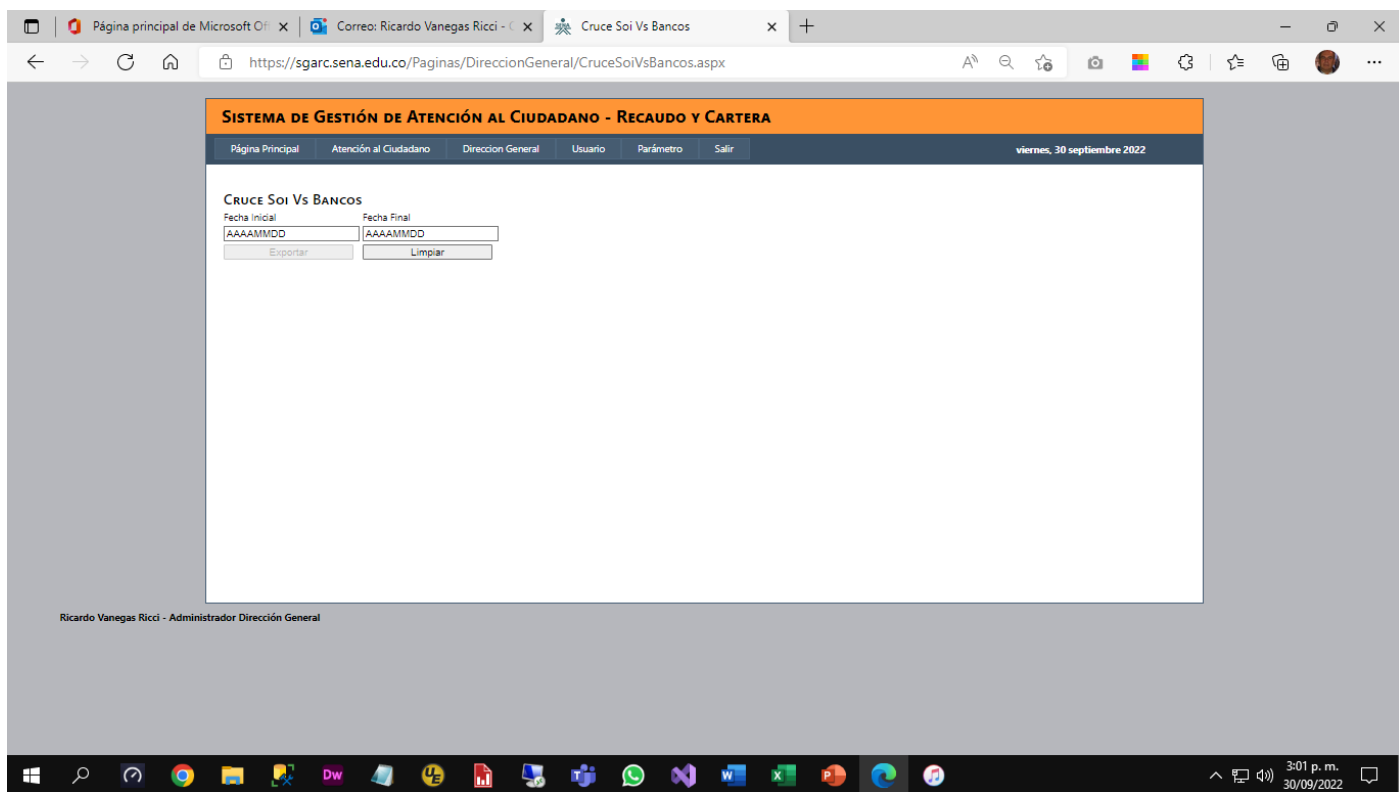 Página principal de Microsoft Of
Correo: Ricardo Vanegas Ricci -
Cruce Soi Vs Bancos
https://sgarc.sena.edu.co/Paginas/DireccionGeneral/CruceSoiVsBancos.aspx
SISTEMA DE GESTIÓN DE ATENCIÓN AL CIUDADANO - RECAUDO Y CARTERA
Página Principal Atención al Ciudadano Direccion General Usuario Parámetro Salir viernes, 30 septiembre 2022
CRUCE SOI VS BANCOS
Fecha Inicial Fecha Final
AAAAMMDD AAAAMMDD
Exportar Limpiar
Ricardo Vanegas Ricci - Administrador Dirección General
3:01 p. m.
30/09/2022